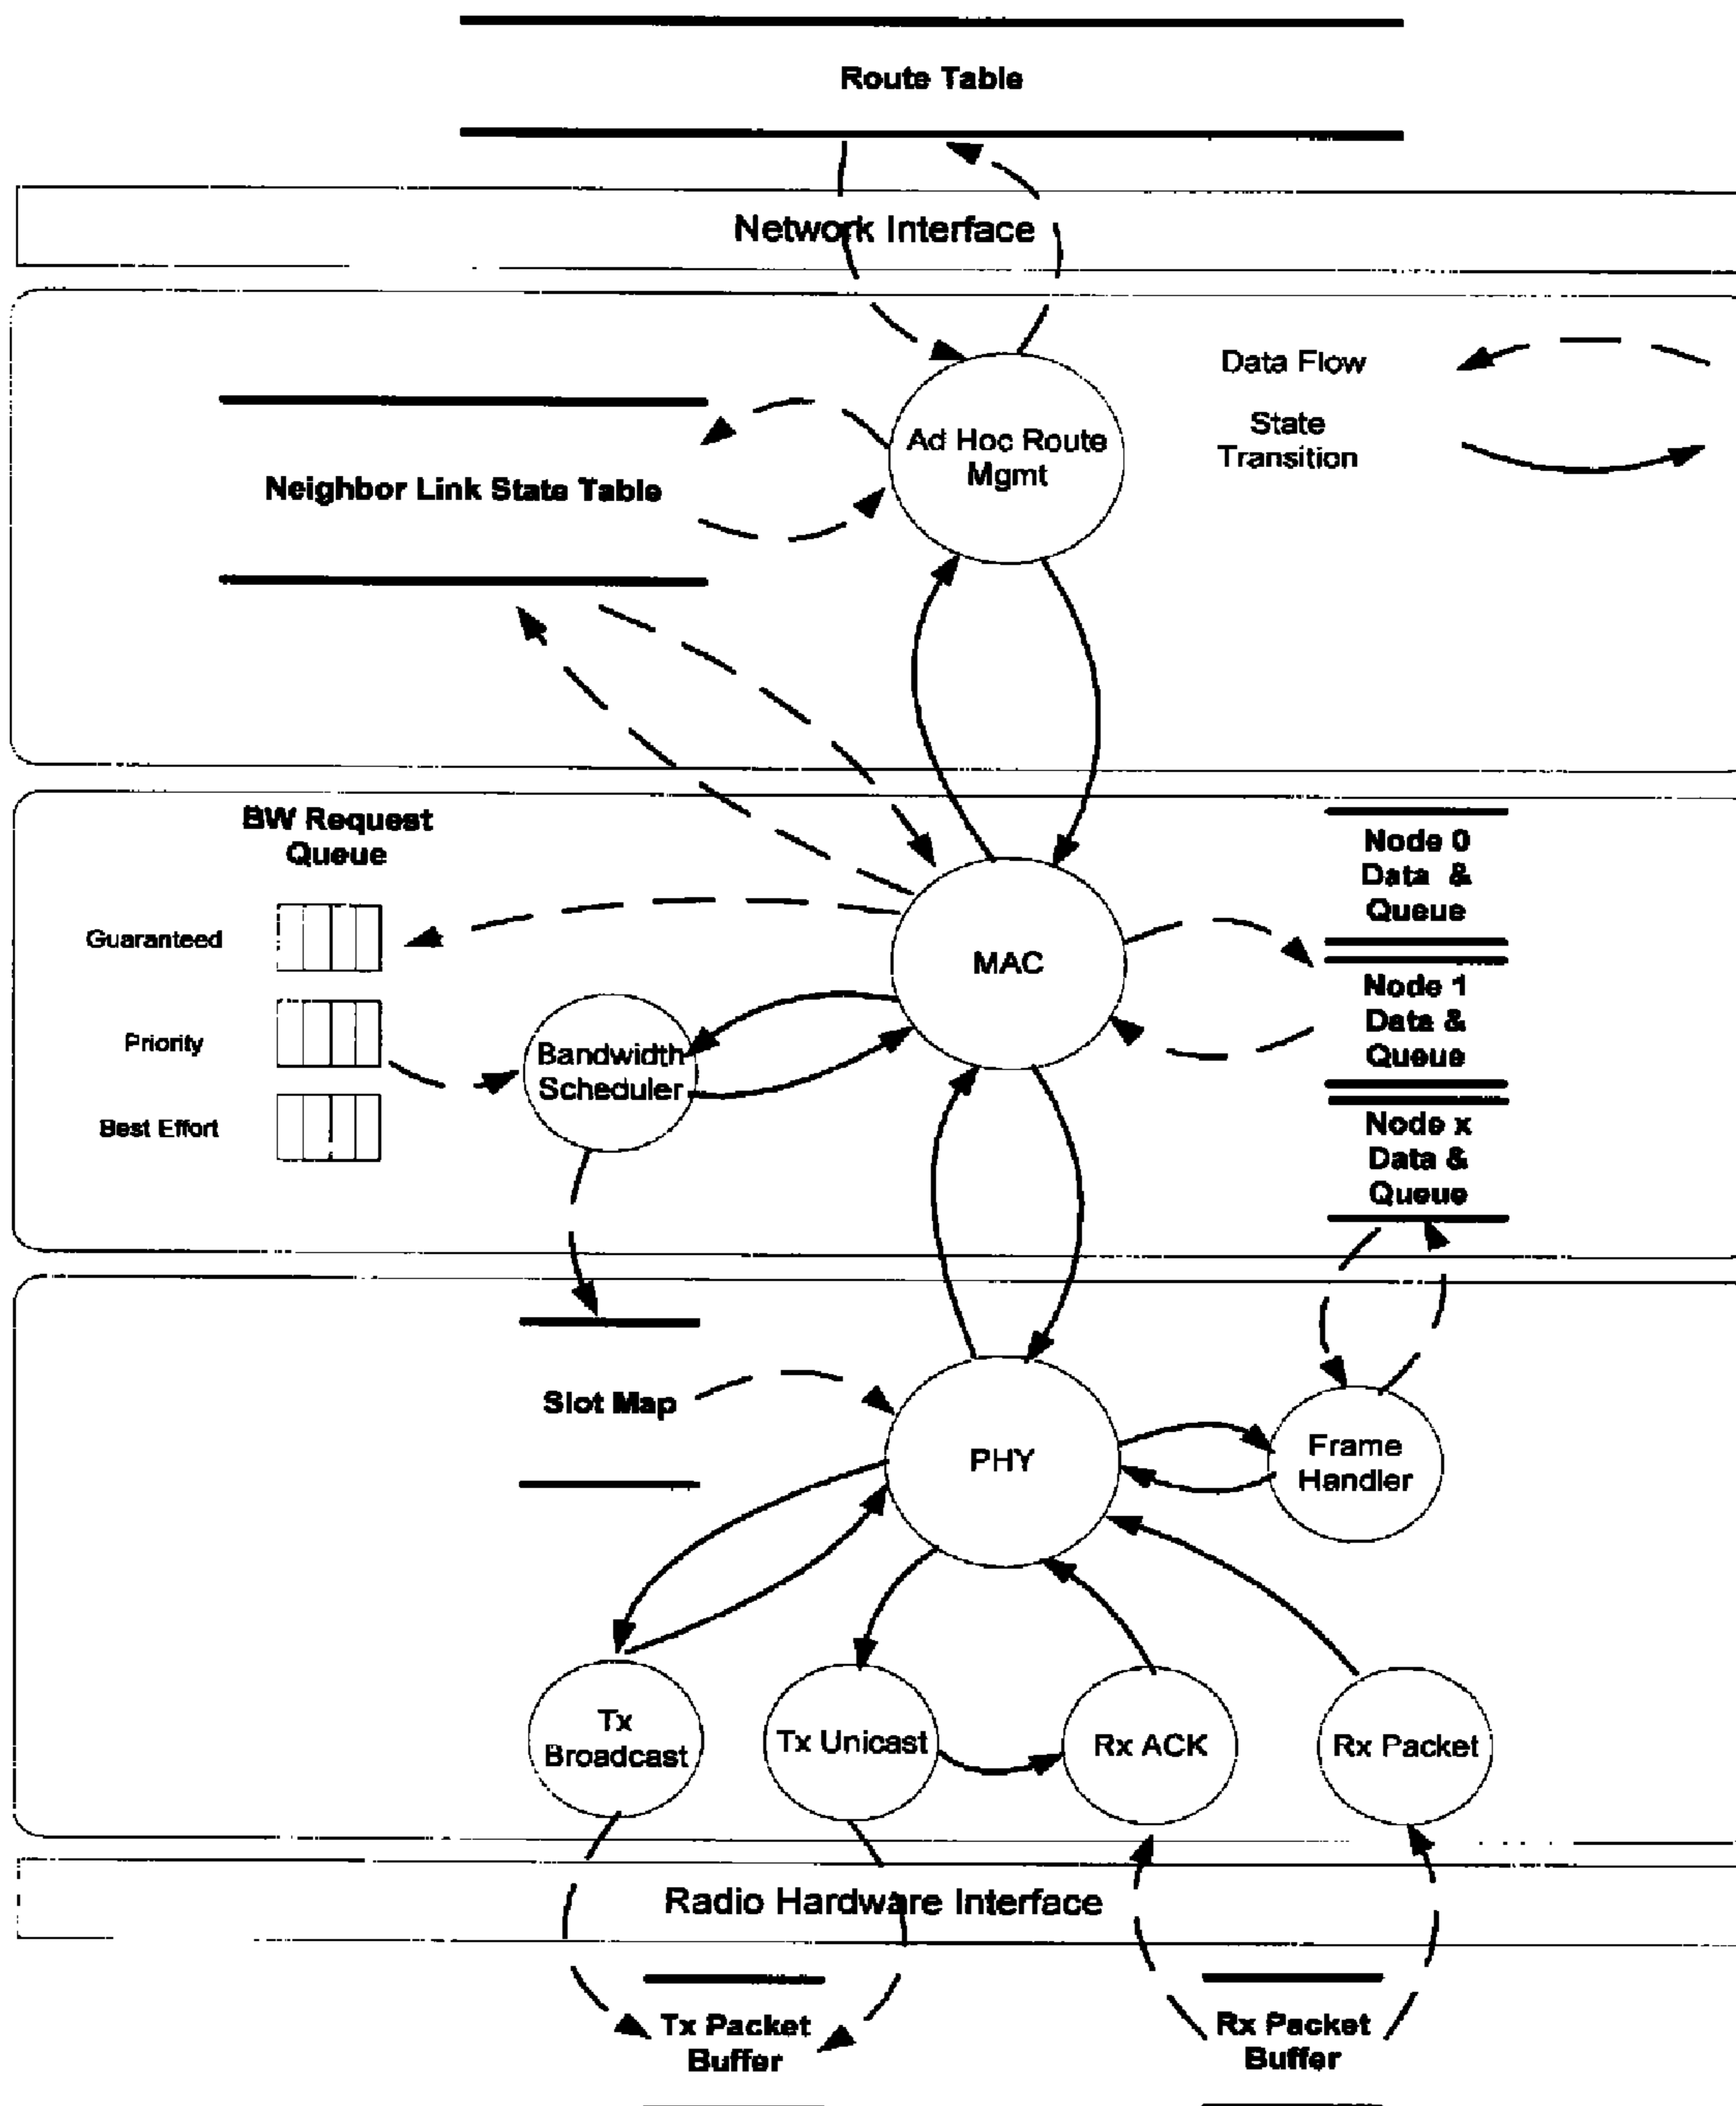 Route Table
Network Interface
Data Flow
State
Transition
Ad Hoc Route
Mgmt
Neighbor Link State Table
BW Request
Queue
Guaranteed
Priority
Best Effort
Bandwidth
Scheduler
MAC
Node 0
Data &
Queue
Node 1
Data &
Queue
Node x
Data &
Queue
Slot Map
PHY
Frame
Handler
Tx
Broadcast
Tx Unicast
Rx ACK
Rx Packet
Radio Hardware Interface
Tx Packet
Buffer
Rx Packet
Buffer